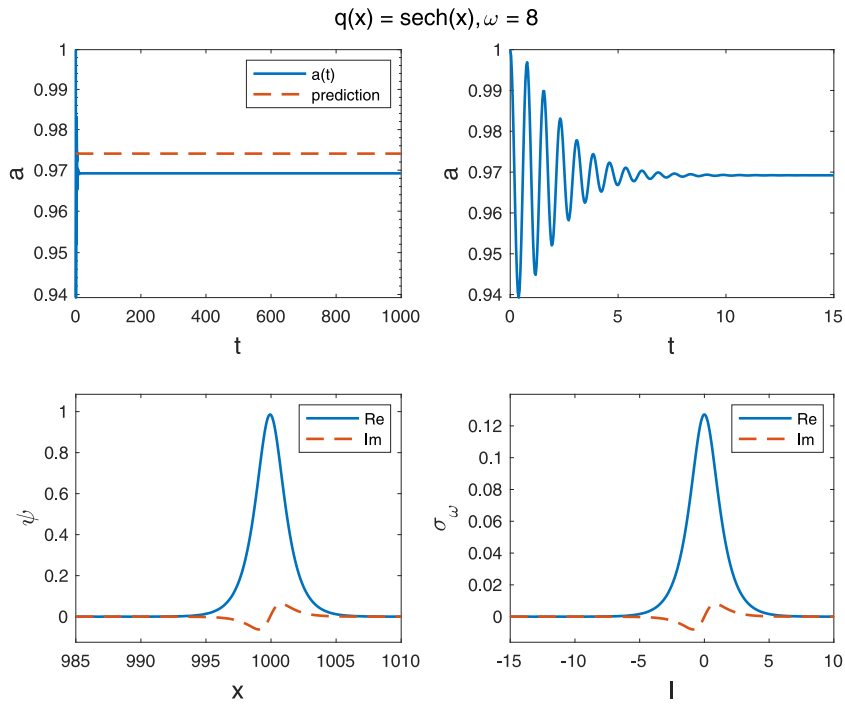 q(x) = sech(x), ω = 8
1
0.99
0.98
0.97
0.96
0.95
0.94
a
0 200 400 600 800 1000
t
a(t)
prediction
1
0.99
0.98
0.97
0.96
0.95
0.94
a
0 5 10 15
t
1
0.8
0.6
0.4
0.2
0
ψ
985 990 995 1000 1005 1010
x
Re
Im
0.12
0.1
0.08
0.06
0.04
0.02
0
σω
-15 -10 -5 0 5 10
l
Re
Im